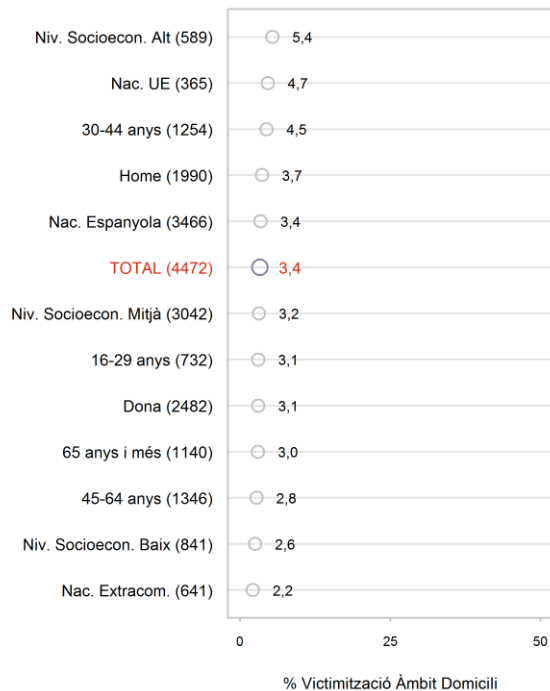 Niv. Socioecon. Alt (589) 5,4
Nac. UE (365) 4,7
30-44 anys (1254) 4,5
Home (1990) 3,7
Nac. Espanyola (3466) 3,4
TOTAL (4472) 3,4
Niv. Socioecon. Mitjà (3042) 3,2
16-29 anys (732) 3,1
Dona (2482) 3,1
65 anys i més (1140) 3,0
45-64 anys (1346) 2,8
Niv. Socioecon. Baix (841) 2,6
Nac. Extracom. (641) 2,2
0 25 50
% Victimització Àmbit Domicili